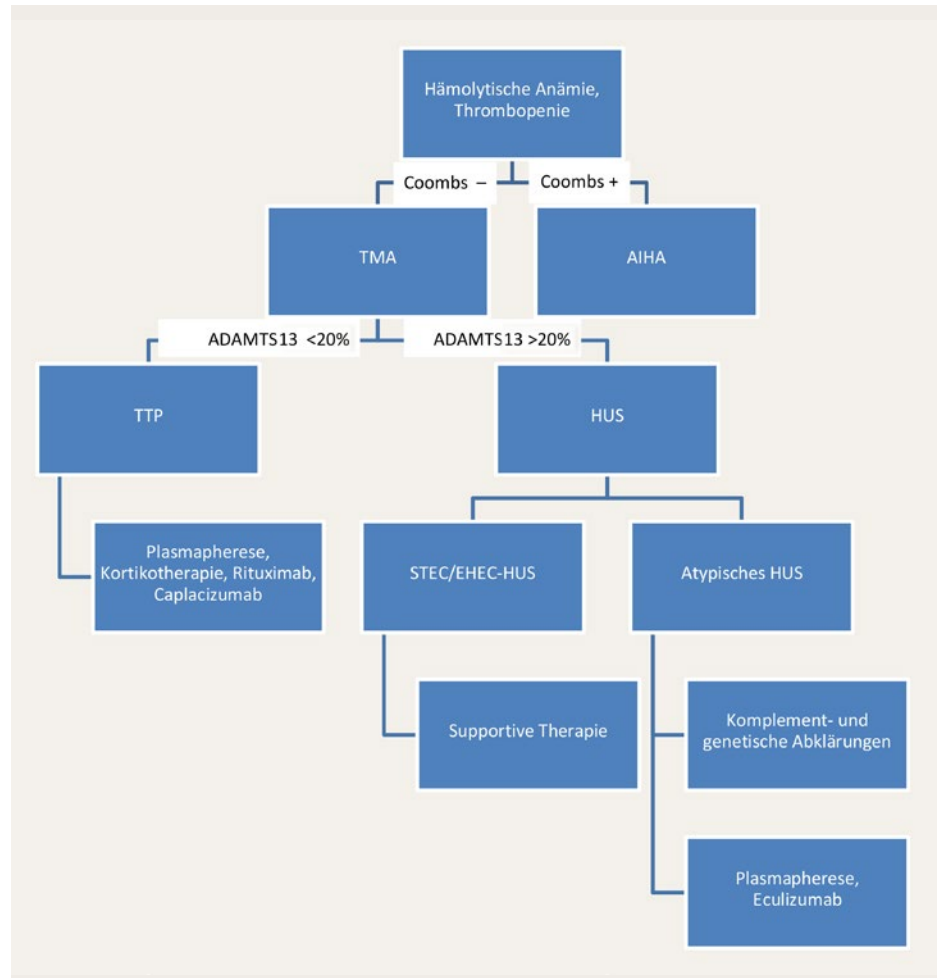 Hämolytische Anämie,
Thrombopenie
Coombs –
Coombs +
TMA
AIHA
ADAMTS13 <20%
ADAMTS13 >20%
TTP
HUS
Plasmapherese,
Kortikotherapie, Rituximab,
Caplacizumab
STEC/EHEC-HUS
Atypisches HUS
Supportive Therapie
Komplement- und
genetische Abklärungen
Plasmapherese,
Eculizumab